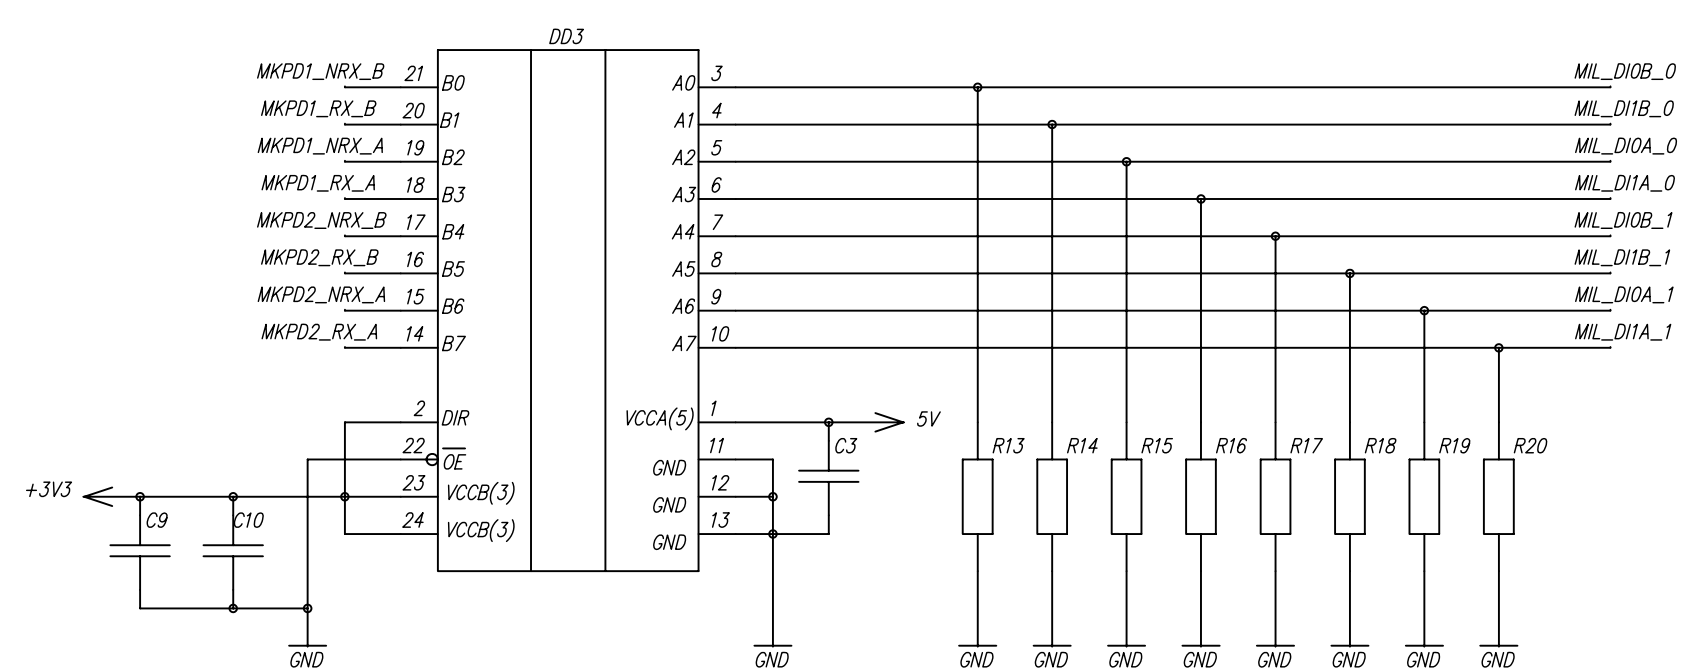 DD3
MKPD1_NRX_B 21 B0 A0 3 MIL_DI0B_0
MKPD1_RX_B 20 B1 A1 4 MIL_DI1B_0
MKPD1_NRX_A 19 B2 A2 5 MIL_DI0A_0
MKPD1_RX_A 18 B3 A3 6 MIL_DI1A_0
MKPD2_NRX_B 17 B4 A4 7 MIL_DI0B_1
MKPD2_RX_B 16 B5 A5 8 MIL_DI1B_1
MKPD2_NRX_A 15 B6 A6 9 MIL_DI0A_1
MKPD2_RX_A 14 B7 A7 10 MIL_DI1A_1
2 DIR VCCA(5) 1 5V
22 OE GND 11 C3 R13 R14 R15 R16 R17 R18 R19 R20
+3V3 23 VCCB(3) GND 12
C9 C10 24 VCCB(3) GND 13
GND GND GND GND GND GND GND GND GND GND